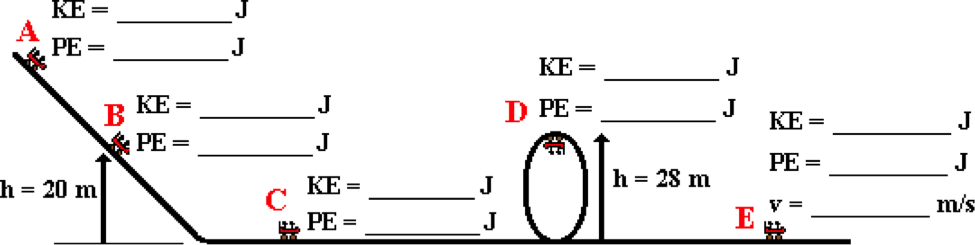 KE = __________ J
A PE = __________ J
B KE = __________ J
PE = __________ J
h = 20 m
C KE = __________ J
PE = __________ J
KE = __________ J
D PE = __________ J
h = 28 m
KE = __________ J
PE = __________ J
E v = __________ m/s